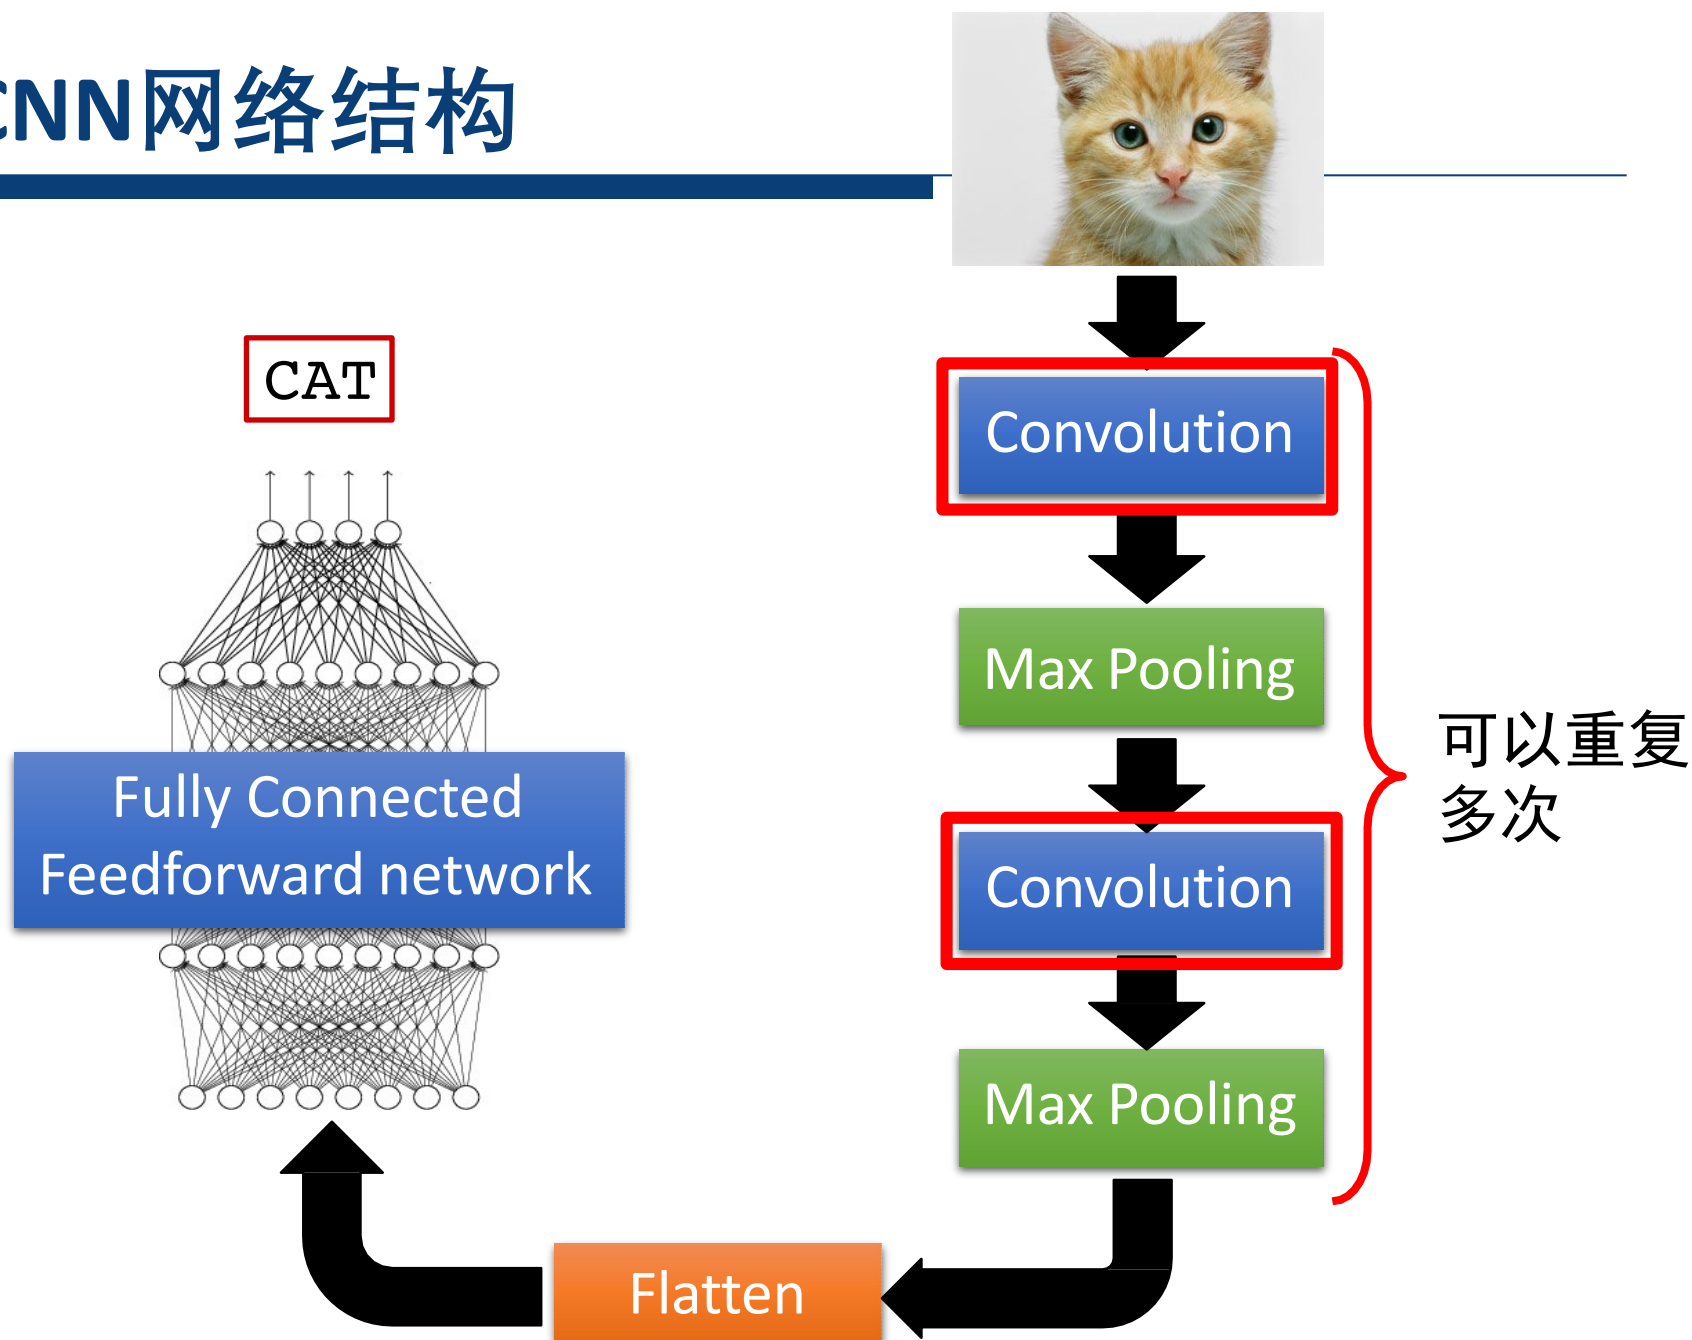 CNN网络结构
CAT
Convolution
Max Pooling
Convolution
Max Pooling
可以重复
多次
Fully Connected
Feedforward network
Flatten